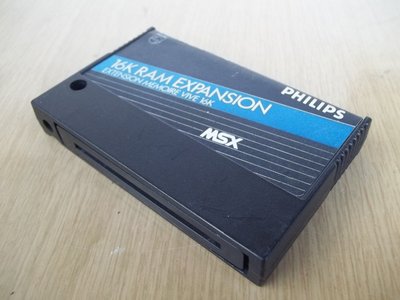 PHILIPS
16K RAM EXPANSION
EXTENSION MEMOIRE VIVE 16K
MSX